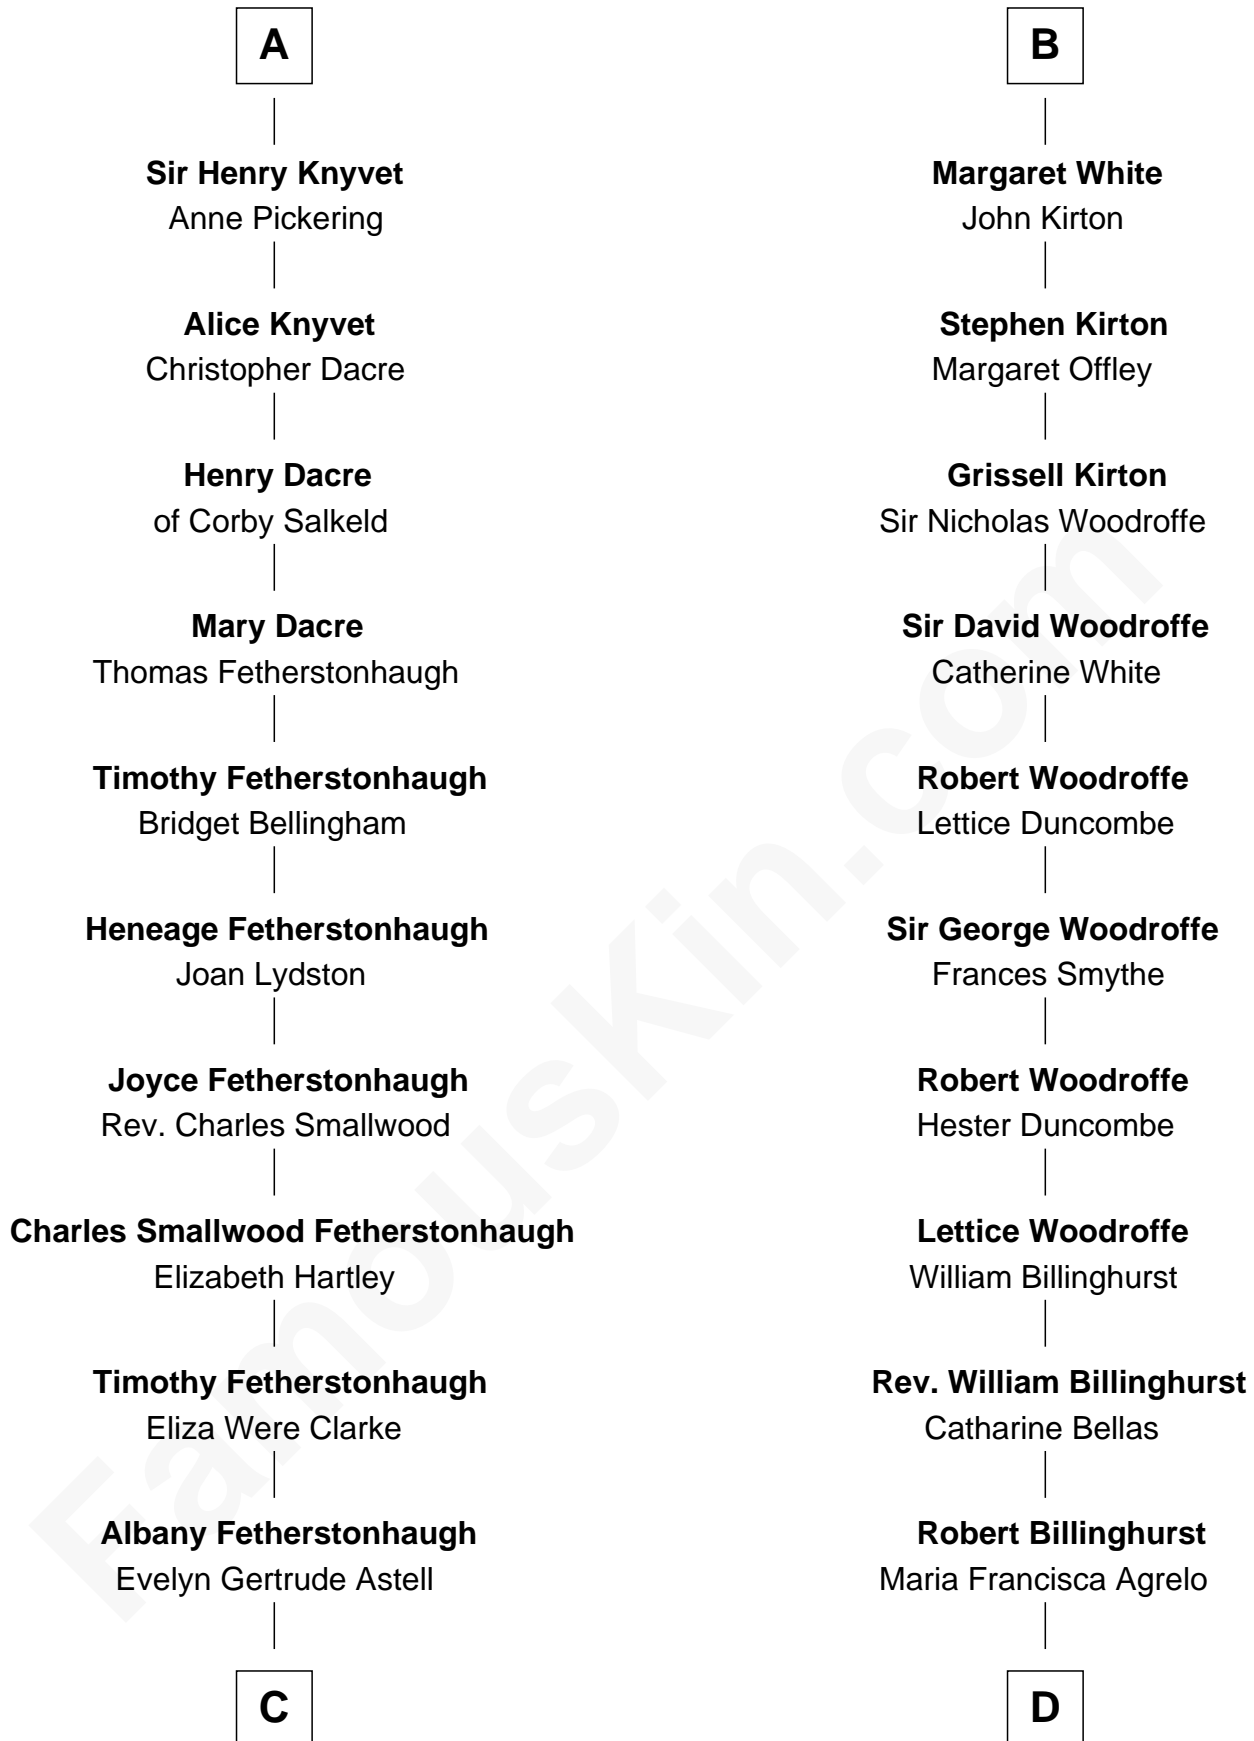 A
Sir Henry Knyvet
Anne Pickering
Alice Knyvet
Christopher Dacre
Henry Dacre
of Corby Salkeld
Mary Dacre
Thomas Fetherstonhaugh
Timothy Fetherstonhaugh
Bridget Bellingham
Heneage Fetherstonhaugh
Joan Lydston
Joyce Fetherstonhaugh
Rev. Charles Smallwood
Charles Smallwood Fetherstonhaugh
Elizabeth Hartley
Timothy Fetherstonhaugh
Eliza Were Clarke
Albany Fetherstonhaugh
Evelyn Gertrude Astell
C
B
Margaret White
John Kirton
Stephen Kirton
Margaret Offley
Grissell Kirton
Sir Nicholas Woodroffe
Sir David Woodroffe
Catherine White
Robert Woodroffe
Lettice Duncombe
Sir George Woodroffe
Frances Smythe
Robert Woodroffe
Hester Duncombe
Lettice Woodroffe
William Billinghurst
Rev. William Billinghurst
Catharine Bellas
Robert Billinghurst
Maria Francisca Agrelo
D
FamousKin.com